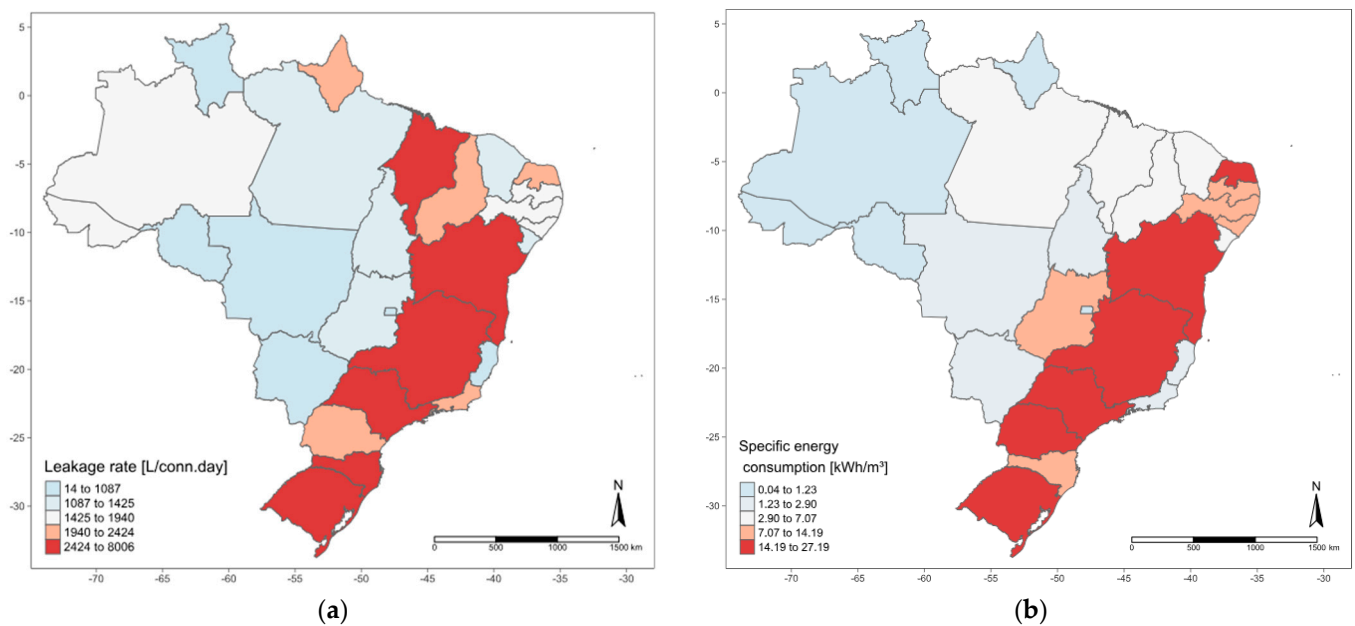 5
0
-5
-10
-15
-20
-25
-30
-70
-65
-60
-55
-50
-45
-40
-35
-30
Leakage rate [L/conn.day]
14 to 1087
1087 to 1425
1425 to 1940
1940 to 2424
2424 to 8006
N
0 500 1000 1500 km
(a)
5
0
-5
-10
-15
-20
-25
-30
-70
-65
-60
-55
-50
-45
-40
-35
-30
Specific energy
consumption [kWh/m³]
0.04 to 1.23
1.23 to 2.90
2.90 to 7.07
7.07 to 14.19
14.19 to 27.19
N
0 500 1000 1500 km
(b)